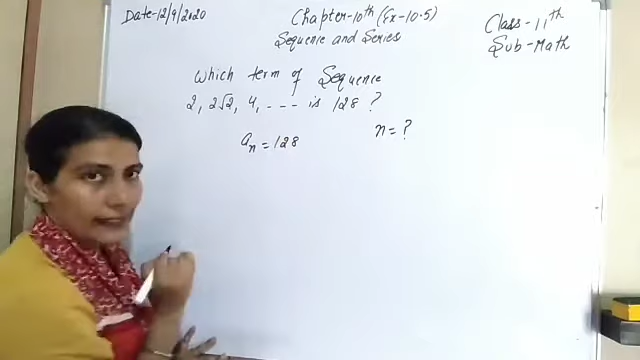 Date-12/9/2020
Chapter-10th (Ex-10.5)
Sequence and Series
Class-11th
Sub-Math
Which term of Sequence
2, 2√2, 4, --- is 128 ?
aₙ = 128
n = ?